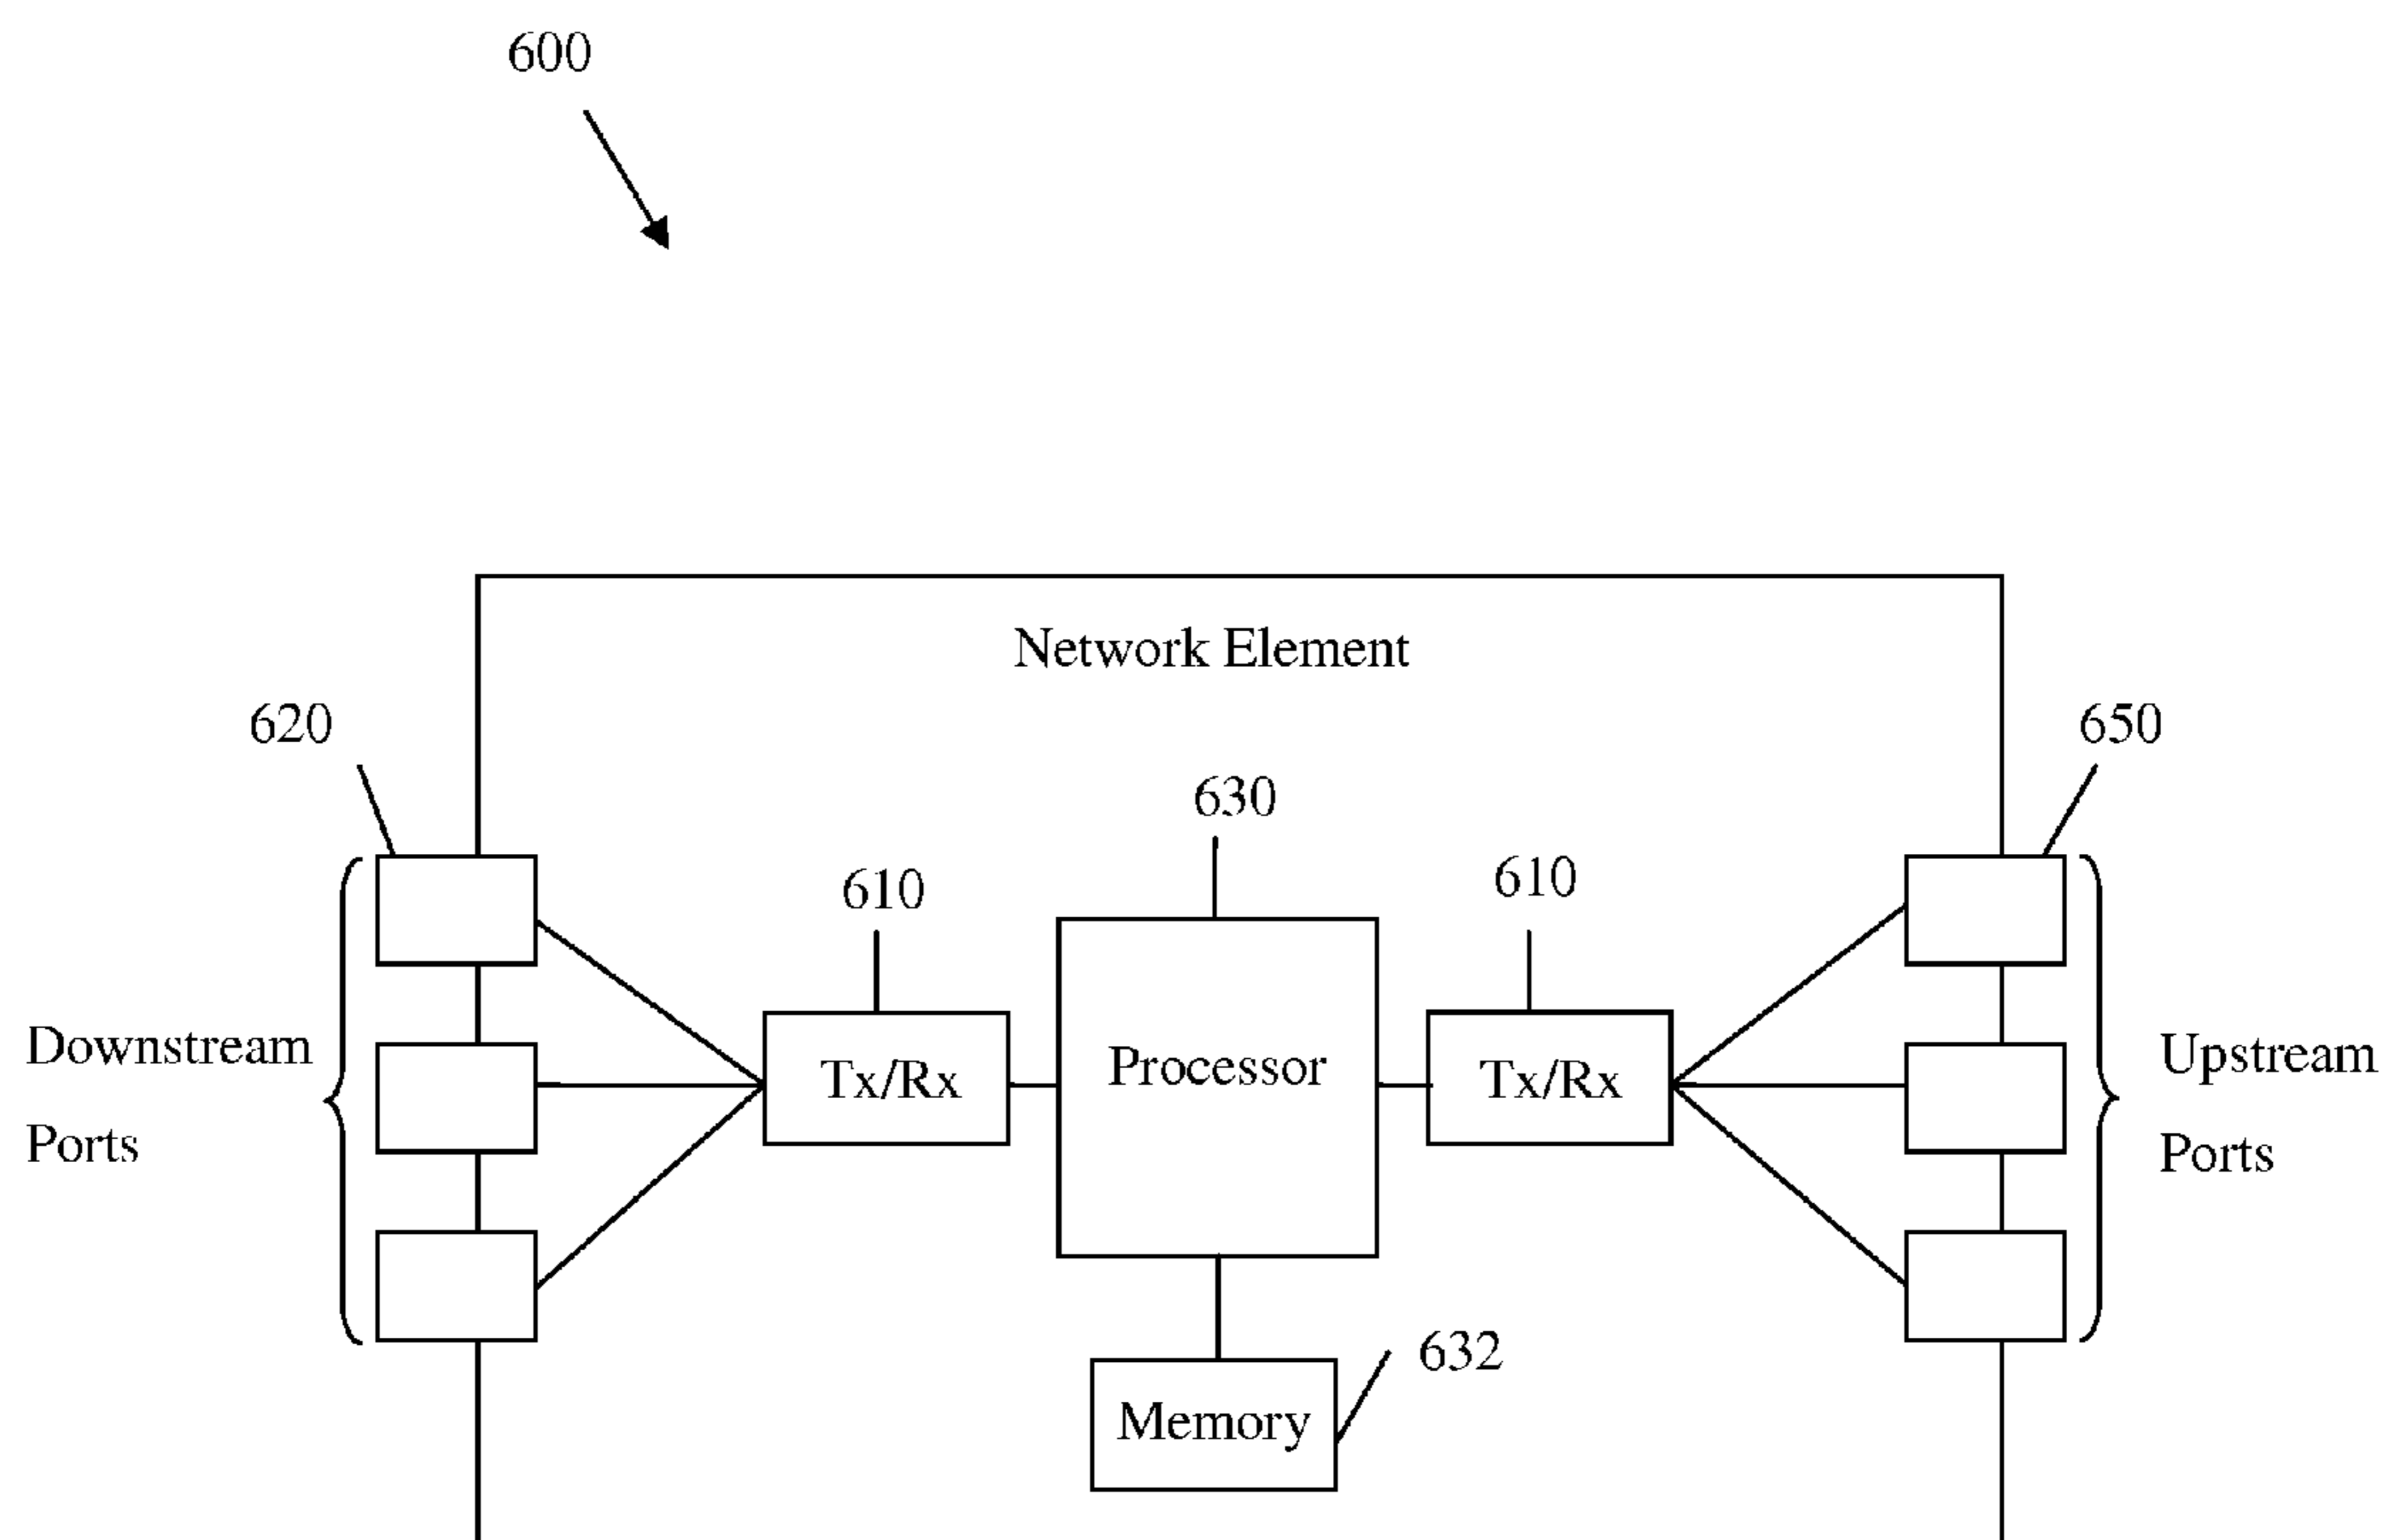 600
Network Element
620
650
630
610
610
Downstream
Ports
Tx/Rx
Processor
Tx/Rx
Upstream
Ports
632
Memory